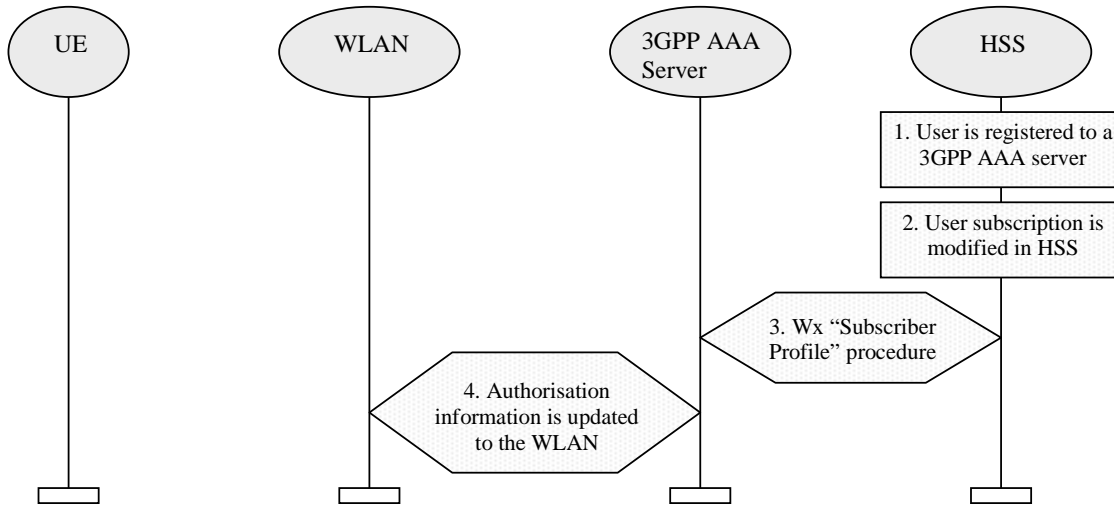 UE
WLAN
3GPP AAA
Server
HSS
1. User is registered to a
3GPP AAA server
2. User subscription is
modified in HSS
3. Wx “Subscriber
Profile” procedure
4. Authorisation
information is updated
to the WLAN